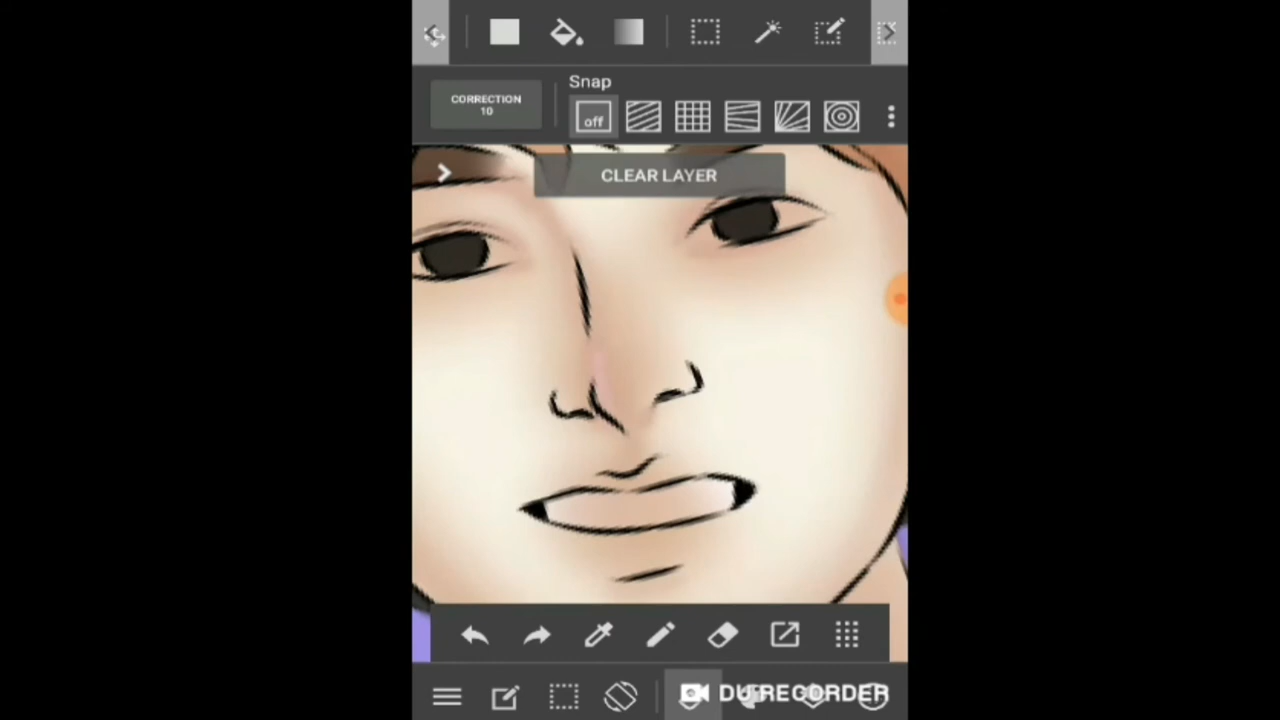 Snap
CORRECTION
10
off
CLEAR LAYER
DU RECORDER